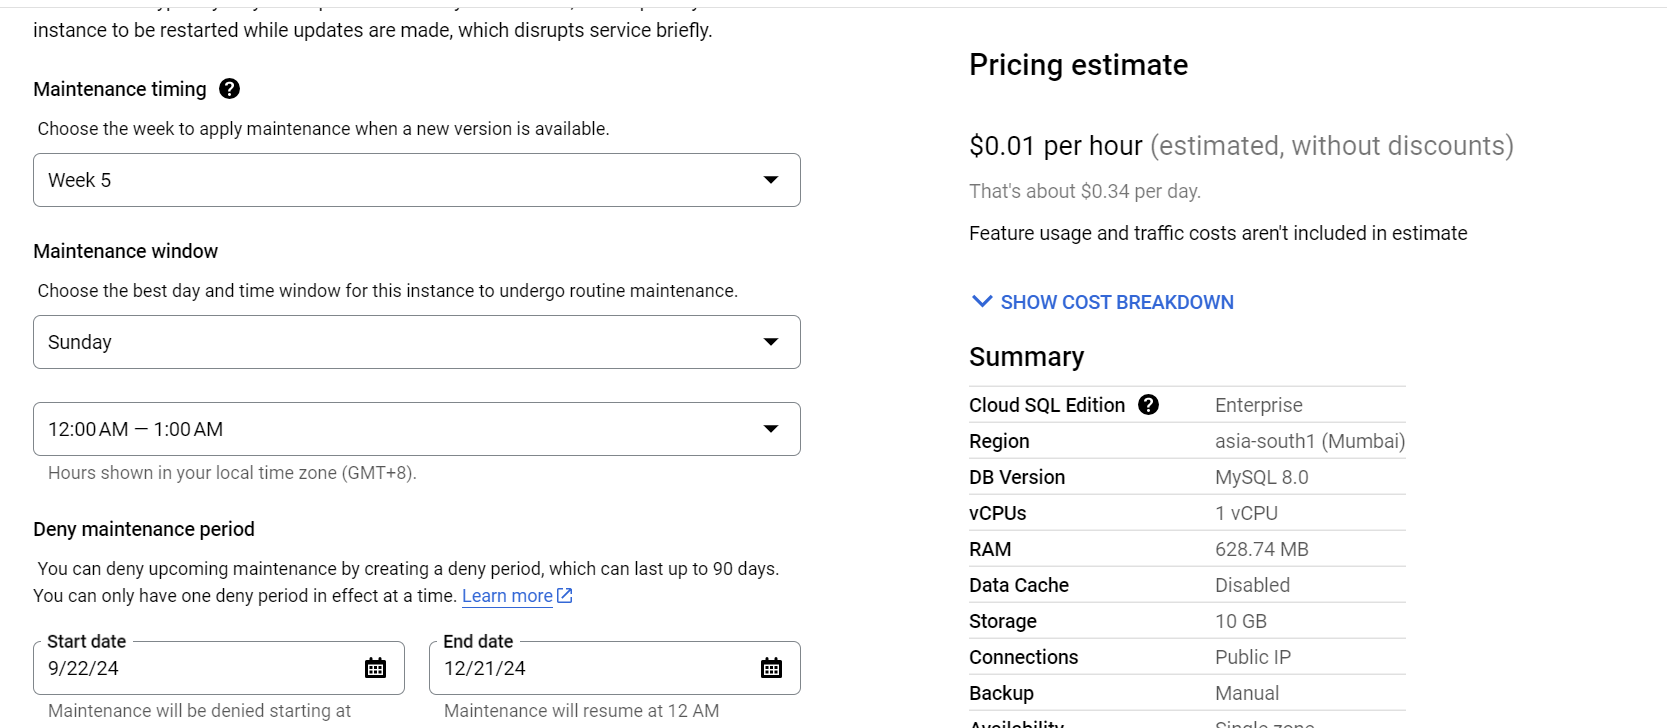 instance to be restarted while updates are made, which disrupts service briefly.
Maintenance timing
Choose the week to apply maintenance when a new version is available.
Week 5
Maintenance window
Choose the best day and time window for this instance to undergo routine maintenance.
Sunday
12:00 AM – 1:00 AM
Hours shown in your local time zone (GMT+8).
Deny maintenance period
You can deny upcoming maintenance by creating a deny period, which can last up to 90 days.
You can only have one deny period in effect at a time. Learn more
Start date
9/22/24
Maintenance will be denied starting at
End date
12/21/24
Maintenance will resume at 12 AM
Pricing estimate
$0.01 per hour (estimated, without discounts)
That's about $0.34 per day.
Feature usage and traffic costs aren't included in estimate
SHOW COST BREAKDOWN
Summary
Cloud SQL Edition Enterprise
Region asia-south1 (Mumbai)
DB Version MySQL 8.0
vCPUs 1 vCPU
RAM 628.74 MB
Data Cache Disabled
Storage 10 GB
Connections Public IP
Backup Manual
Availability Single zone